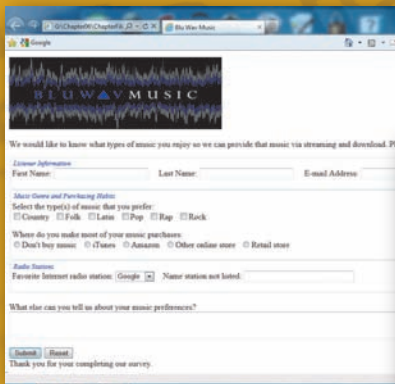 G:\Chapter06\ChapterFil
Blu Wav Music
Google
BLUWAVMUSIC
We would like to know what types of music you enjoy so we can provide that music via streaming and download. Pl
Listener Information
First Name: Last Name: E-mail Address:
Music Genre and Purchasing Habits
Select the type(s) of music that you prefer:
Country Folk Latin Pop Rap Rock
Where do you make most of your music purchases:
Don't buy music iTunes Amazon Other online store Retail store
Radio Stations
Favorite Internet radio station: Google Name station not listed:
What else can you tell us about your music preferences?
Submit Reset
Thank you for your completing our survey.